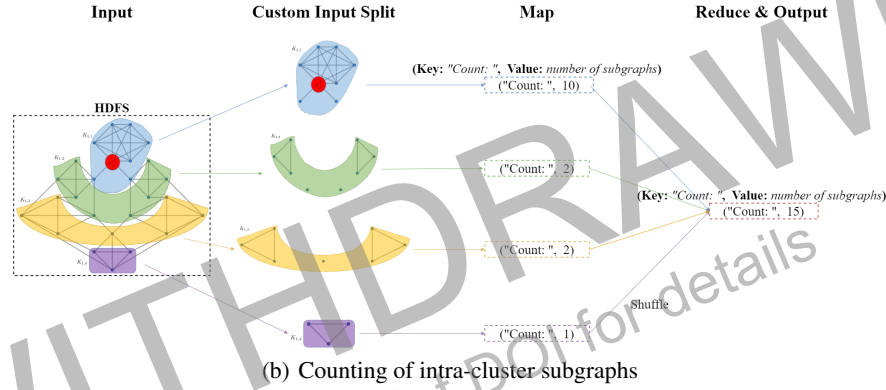 Input Custom Input Split Map Reduce & Output
(Key: "Count: ", Value: number of subgraphs)
("Count: ", 10)
HDFS
("Count: ", 2)
(Key: "Count: ", Value: number of subgraphs)
("Count: ", 15)
("Count: ", 2)
Shuffle
("Count: ", 1)
(b) Counting of intra-cluster subgraphs
WITHDRAWN
DOI for details